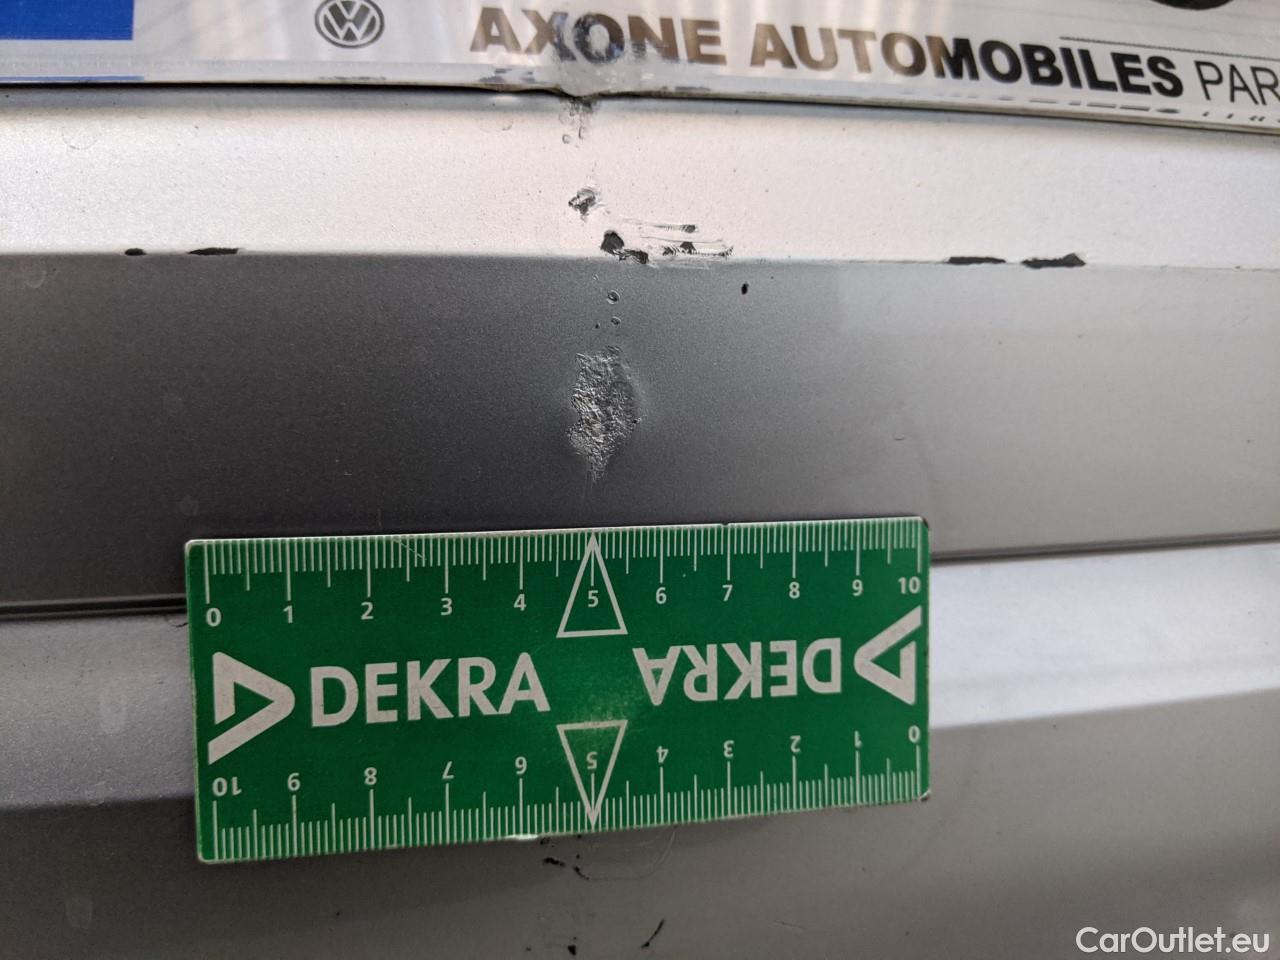 VW
AXONE AUTOMOBILES PAR
0 1 2 3 4 5 6 7 8 9 10
DEKRA DEKRA
10 9 8 7 6 5 4 3 2 1 0
CarOutlet.eu